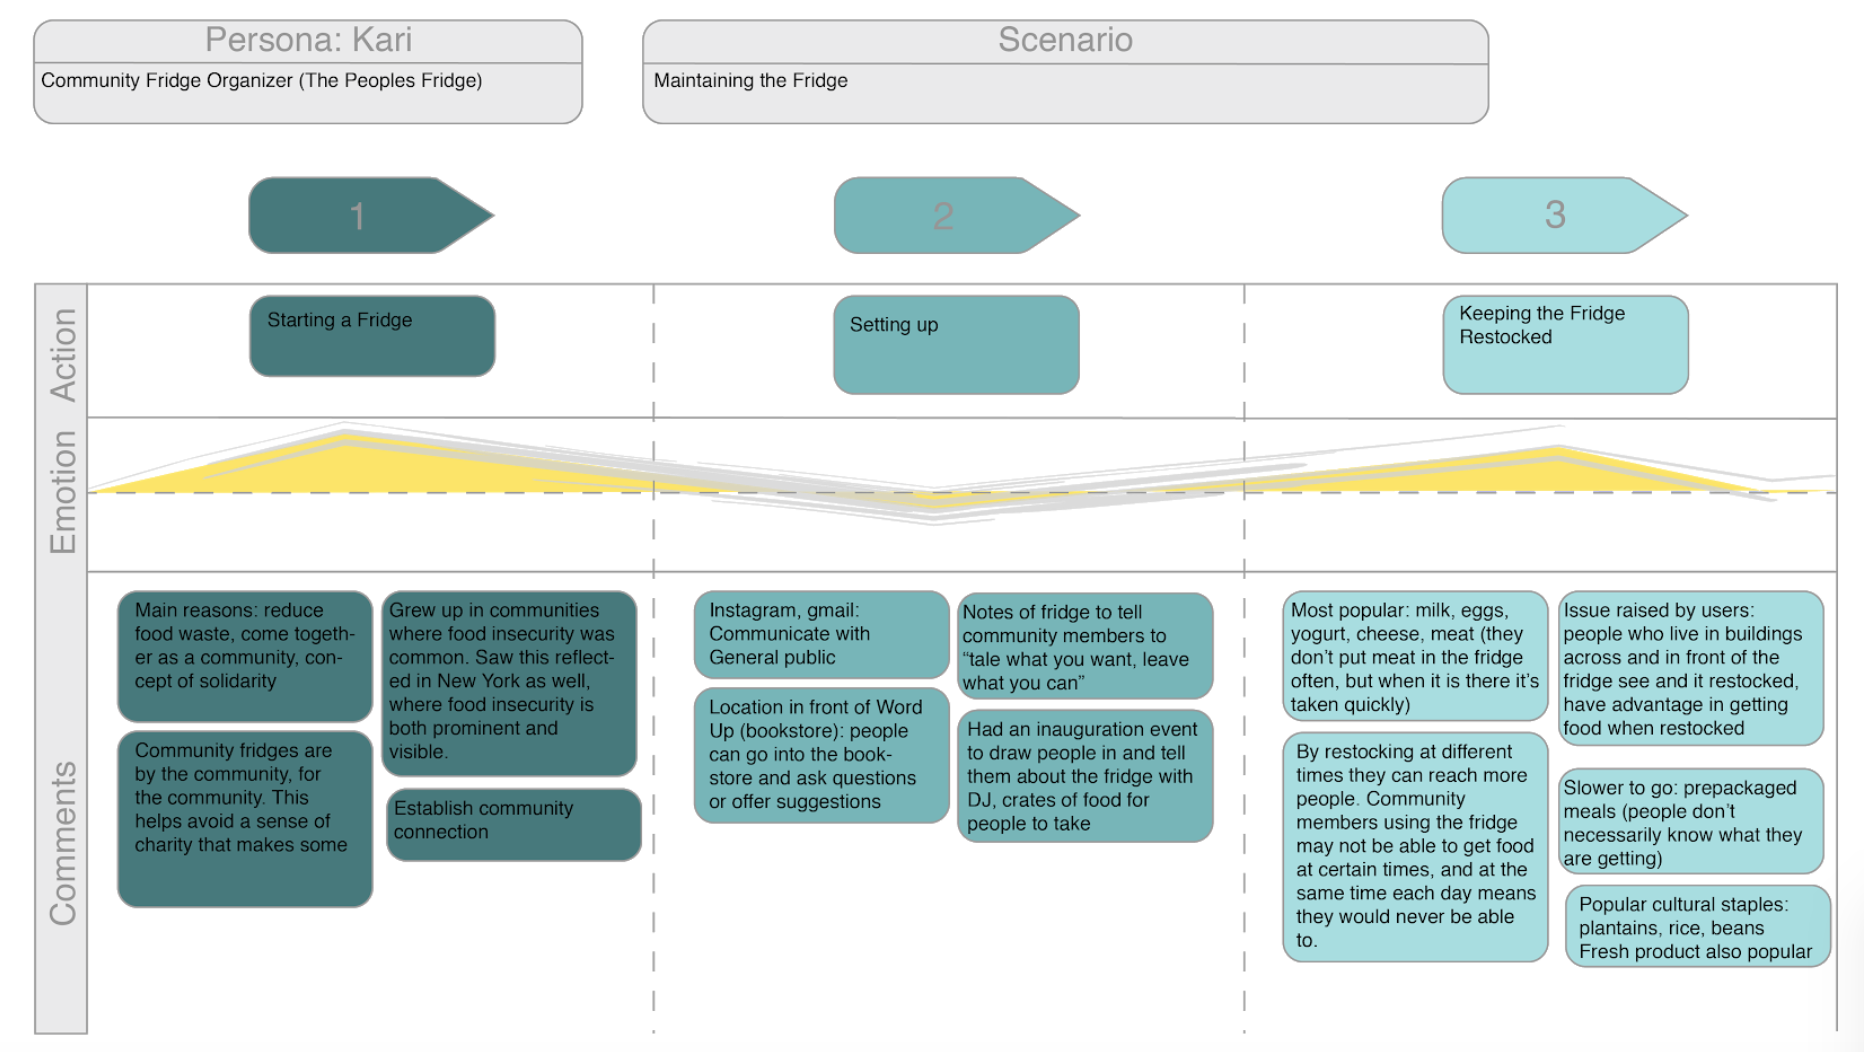 Persona: Kari
Community Fridge Organizer (The Peoples Fridge)
Scenario
Maintaining the Fridge
1
2
3
Action
Starting a Fridge
Setting up
Keeping the Fridge
Restocked
Emotion
Comments
Main reasons: reduce
food waste, come togeth-
er as a community, con-
cept of solidarity
Community fridges are
by the community, for
the community. This
helps avoid a sense of
charity that makes some
Grew up in communities
where food insecurity was
common. Saw this reflect-
ed in New York as well,
where food insecurity is
both prominent and
visible.
Establish community
connection
Instagram, gmail:
Communicate with
General public
Location in front of Word
Up (bookstore): people
can go into the book-
store and ask questions
or offer suggestions
Notes of fridge to tell
community members to
“tale what you want, leave
what you can”
Had an inauguration event
to draw people in and tell
them about the fridge with
DJ, crates of food for
people to take
Most popular: milk, eggs,
yogurt, cheese, meat (they
don’t put meat in the fridge
often, but when it is there it’s
taken quickly)
By restocking at different
times they can reach more
people. Community
members using the fridge
may not be able to get food
at certain times, and at the
same time each day means
they would never be able
to.
Issue raised by users:
people who live in buildings
across and in front of the
fridge see and it restocked,
have advantage in getting
food when restocked
Slower to go: prepackaged
meals (people don’t
necessarily know what they
are getting)
Popular cultural staples:
plantains, rice, beans
Fresh product also popular